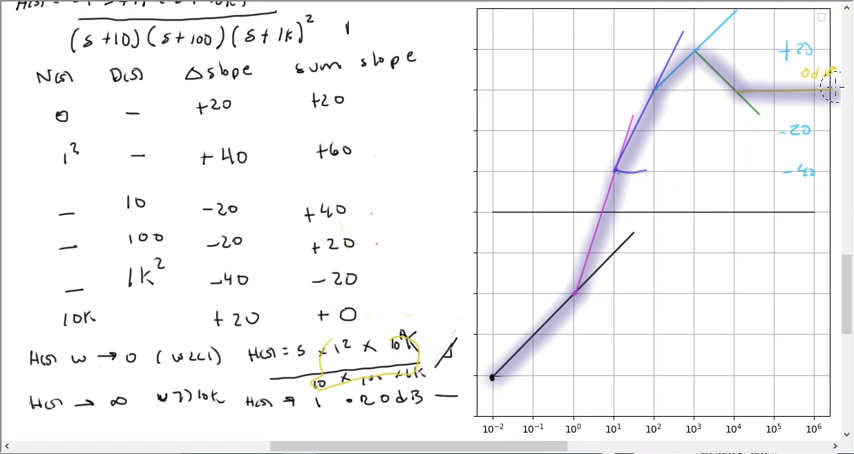 (s+10)(s+100)(s+1k)²
N(s) D(s) Δslope sum slope
0 – +20 +20
1² – +40 +60
– 10 -20 +40
– 100 -20 +20
– 1k² -40 -20
10k +20 +0
H(s) w → 0 (w<<1) H(s) = s × 1² ×
10 × 100 × 1k
H(s) → ∞ w>>10k 1 · 20dB —
+20
0dB
-20
-40
10⁻² 10⁻¹ 10⁰ 10¹ 10² 10³ 10⁴ 10⁵ 10⁶